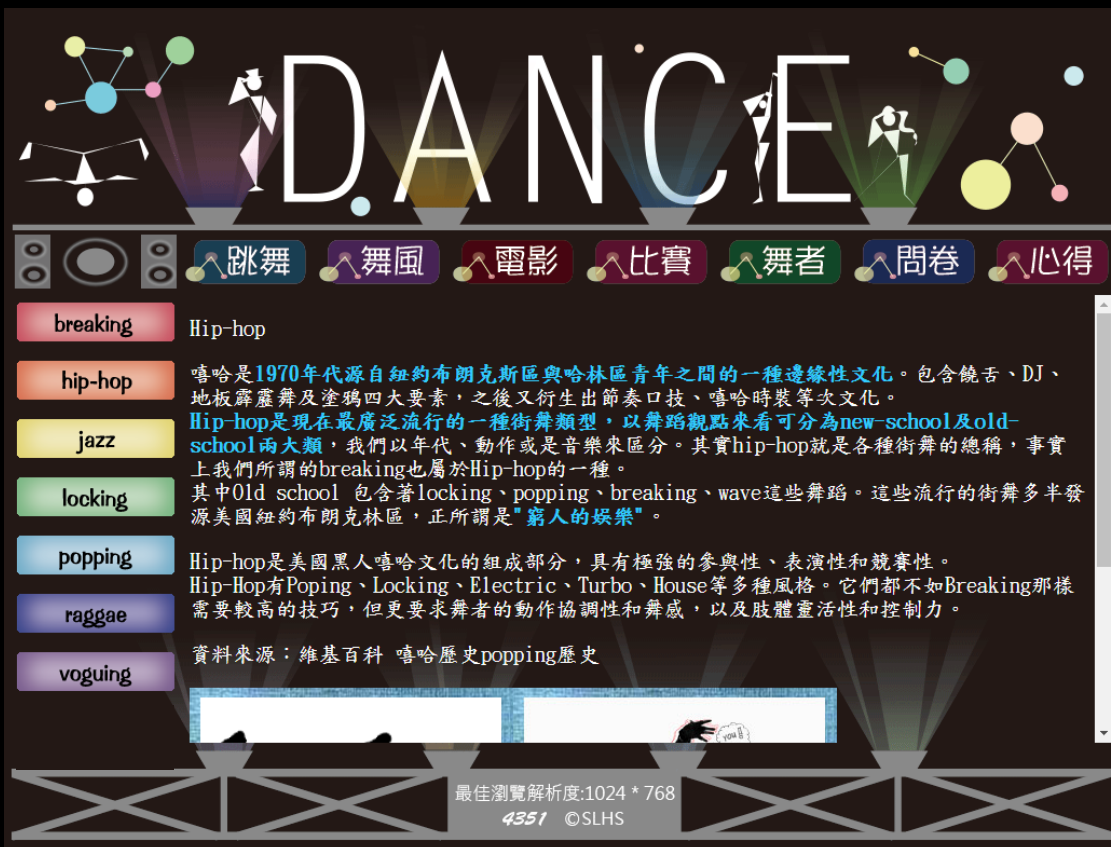 DANCE
跳舞 舞風 電影 比賽 舞者 問卷 心得
breaking
hip-hop
jazz
locking
popping
raggae
voguing
Hip-hop
嘻哈是1970年代源自紐約布朗克斯區與哈林區青年之間的一種邊緣性文化。包含饒舌、DJ、
地板霹靂舞及塗鴉四大要素，之後又衍生出節奏口技、嘻哈時裝等次文化。
Hip-hop是現在最廣泛流行的一種街舞類型，以舞蹈觀點來看可分為new-school及old-
school兩大類，我們以年代、動作或是音樂來區分。其實hip-hop就是各種街舞的總稱，事實
上我們所謂的breaking也屬於Hip-hop的一種。
其中Old school 包含著locking、popping、breaking、wave這些舞蹈。這些流行的街舞多半發
源美國紐約布朗克林區，正所謂是"窮人的娛樂"。
Hip-hop是美國黑人嘻哈文化的組成部分，具有極強的參與性、表演性和競賽性。
Hip-Hop有Poping、Locking、Electric、Turbo、House等多種風格。它們都不如Breaking那樣
需要較高的技巧，但更要求舞者的動作協調性和舞感，以及肢體靈活性和控制力。
資料來源：維基百科 嘻哈歷史popping歷史
最佳瀏覽解析度:1024 * 768
4351 ©SLHS